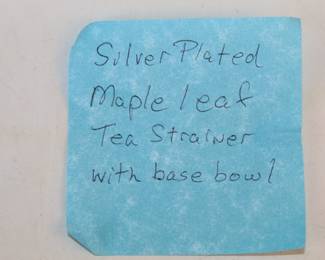 Silver Plated
Maple leaf
Tea Strainer
with base bowl